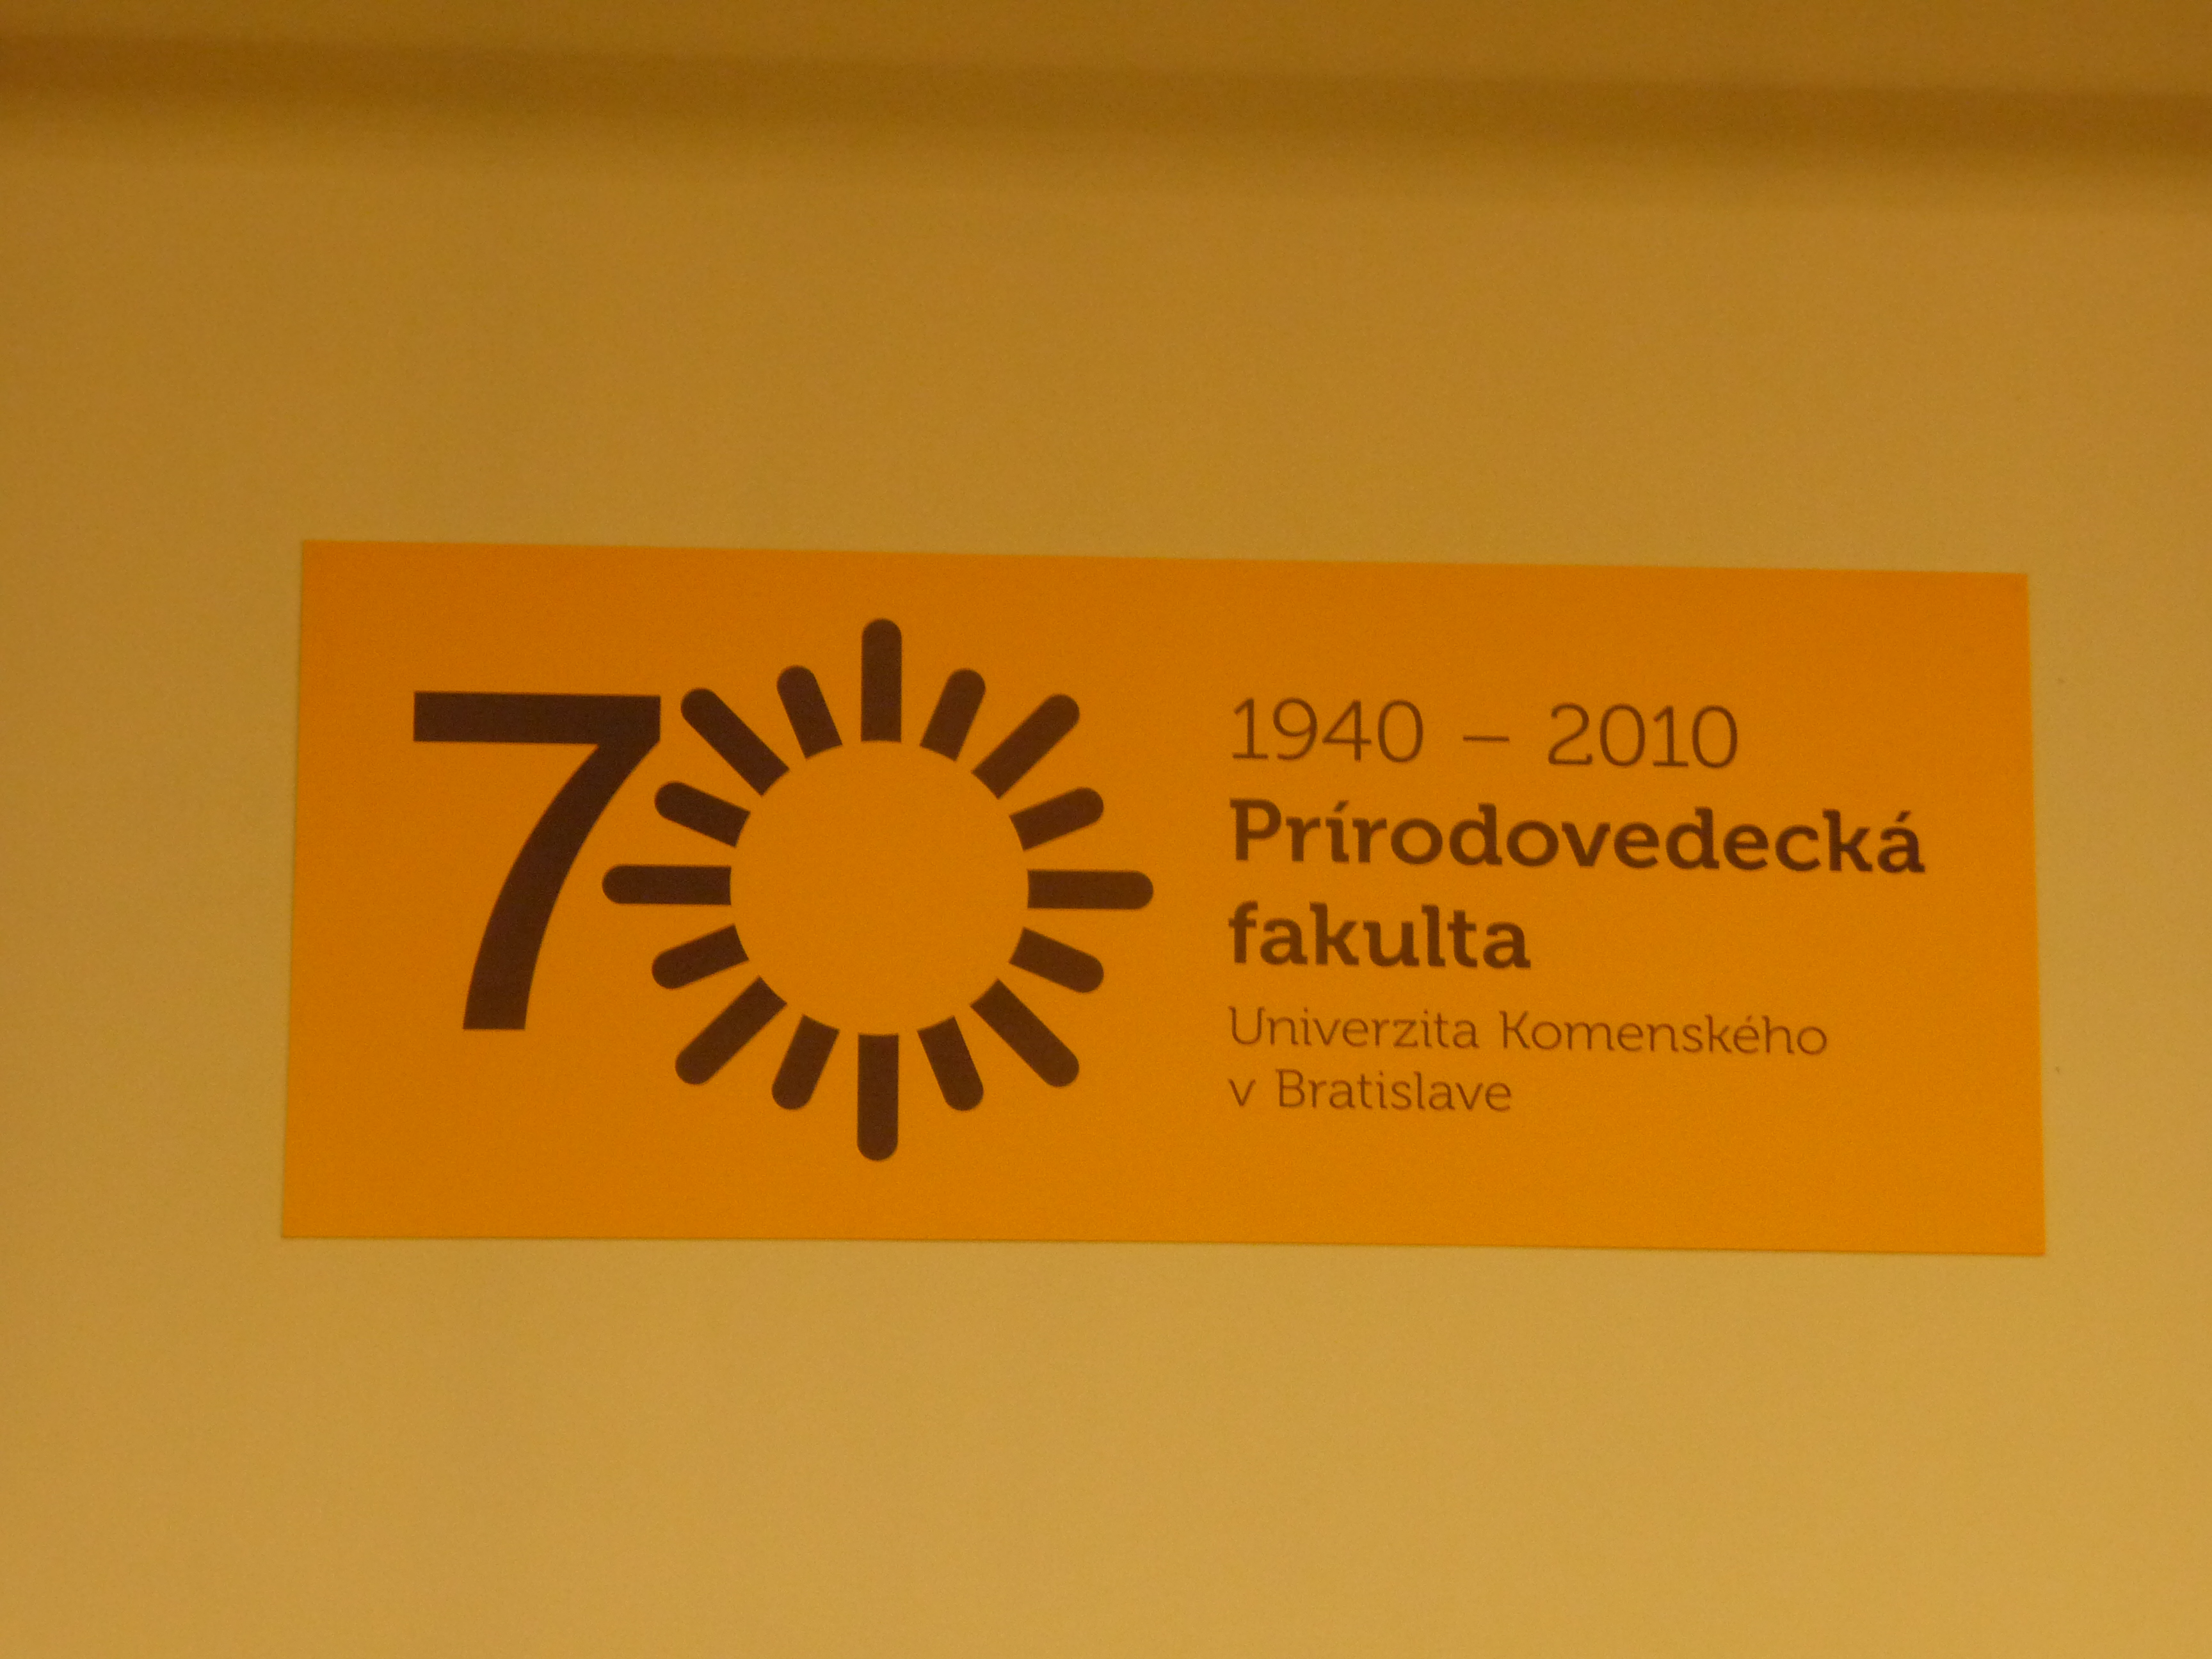 70
1940 – 2010
Prírodovedecká
fakulta
Univerzita Komenského
v Bratislave